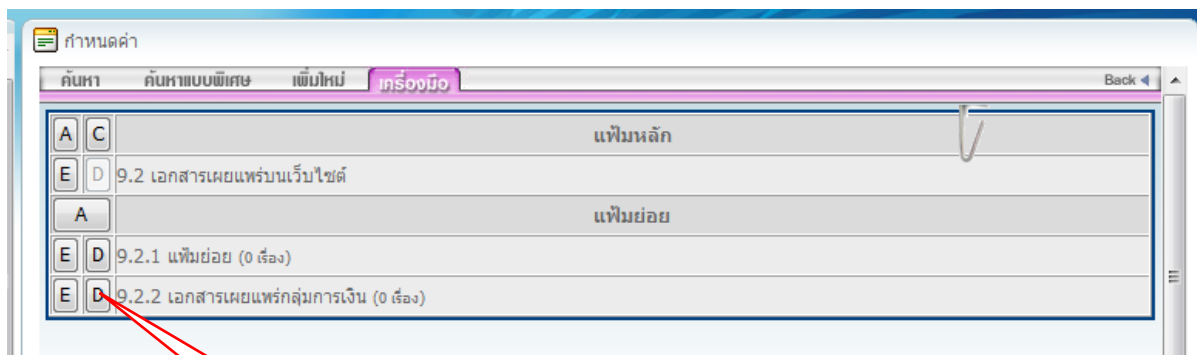 กำหนดค่า
ค้นหา ค้นหาแบบพิเศษ เพิ่มใหม่ เครื่องมือ Back
A C แฟ้มหลัก
E D 9.2 เอกสารเผยแพร่บนเว็บไซต์
A แฟ้มย่อย
E D 9.2.1 แฟ้มย่อย (0 เรื่อง)
E D 9.2.2 เอกสารเผยแพร่กลุ่มการเงิน (0 เรื่อง)